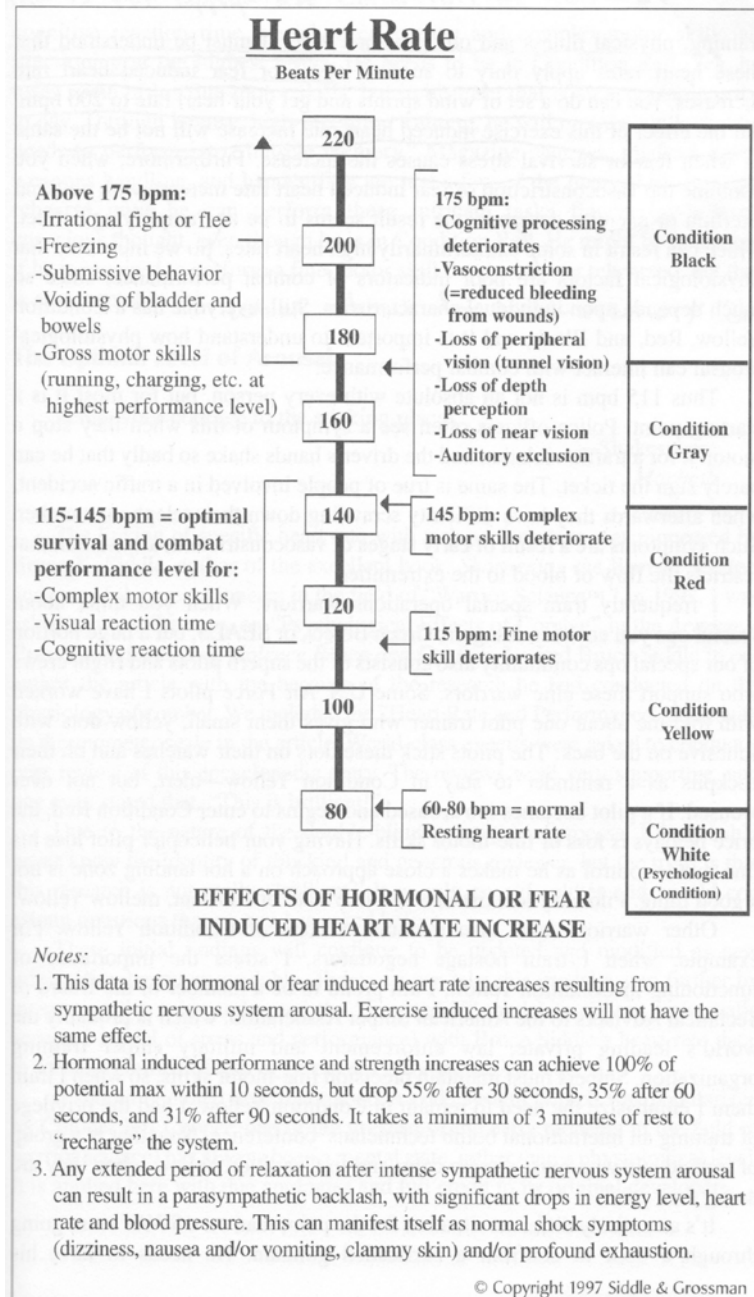 Heart Rate
Beats Per Minute
220
200
180
160
140
120
100
80
Above 175 bpm:
-Irrational fight or flee
-Freezing
-Submissive behavior
-Voiding of bladder and
bowels
-Gross motor skills
(running, charging, etc. at
highest performance level)
115-145 bpm = optimal
survival and combat
performance level for:
-Complex motor skills
-Visual reaction time
-Cognitive reaction time
175 bpm:
-Cognitive processing
deteriorates
-Vasoconstriction
(=reduced bleeding
from wounds)
-Loss of peripheral
vision (tunnel vision)
-Loss of depth
perception
-Loss of near vision
-Auditory exclusion
145 bpm: Complex
motor skills deteriorate
115 bpm: Fine motor
skill deteriorates
60-80 bpm = normal
Resting heart rate
Condition
Black
Condition
Gray
Condition
Red
Condition
Yellow
Condition
White
(Psychological
Condition)
EFFECTS OF HORMONAL OR FEAR
INDUCED HEART RATE INCREASE
Notes:
1. This data is for hormonal or fear induced heart rate increases resulting from
sympathetic nervous system arousal. Exercise induced increases will not have the
same effect.
2. Hormonal induced performance and strength increases can achieve 100% of
potential max within 10 seconds, but drop 55% after 30 seconds, 35% after 60
seconds, and 31% after 90 seconds. It takes a minimum of 3 minutes of rest to
“recharge” the system.
3. Any extended period of relaxation after intense sympathetic nervous system arousal
can result in a parasympathetic backlash, with significant drops in energy level, heart
rate and blood pressure. This can manifest itself as normal shock symptoms
(dizziness, nausea and/or vomiting, clammy skin) and/or profound exhaustion.
© Copyright 1997 Siddle & Grossman